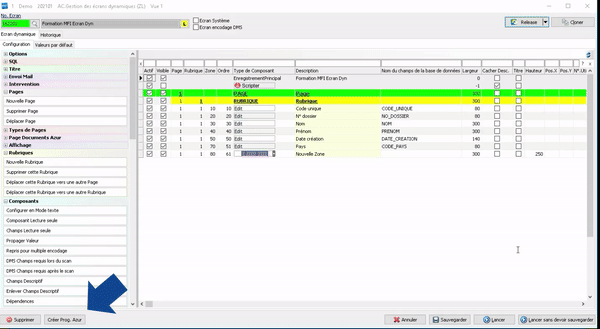 Demo 202101 AC.Gestion des écrans dynamiques (ZL) Vue 1
No. Ecran
Formation MPI Ecran Dyn
Ecran Système
Ecran encodage DMS
Release
Cloner
Ecran dynamique Historique
Configuration Valeurs par défaut
Options
SQL
Titre
Envoi Mail
Intervention
Pages
Nouvelle Page
Supprimer Page
Déplacer Page
Types de Pages
Page Documents Azur
Affichage
Rubriques
Nouvelle Rubrique
Supprimer cette Rubrique
Déplacer cette Rubrique vers une autre Page
Déplacer cette Rubrique vers une autre Rubrique
Composants
Configurer en Mode texte
Composant Lecture seule
Champs Lecture seule
Propager Valeur
Repris pour multiple encodage
DMS Champs requis lors du scan
DMS Champs requis après le scan
Champs Descriptif
Enlever Champs Descriptif
Dépendences
Actif Visible Page Rubrique Zone Ordre Type de Composant Description Nom du champs de la base de données Largeur Cacher Desc. Titre Hauteur Pos.X Pos.Y
EnregistrementPrincipal Formation MPI Ecran Dyn 0
Scripter -1
1 PAGE Page
1 RUBRIQUE Rubrique 300
1 1 10 10 Edit Code unique CODE_UNIQUE 80
1 1 20 20 Edit N° dossier NO_DOSSIER 80
1 1 30 30 Edit Nom NOM 300
1 1 40 40 Edit Prénom PRENOM 300
1 1 50 50 Edit Date création DATE_CREATION 140
1 1 70 51 Edit Pays CODE_PAYS 80
1 1 80 61 Nouvelle Zone 300 250
Supprimer
Créer Prog. Azur
Annuler
Sauvegarder
Lancer
Lancer sans devoir sauvegarder